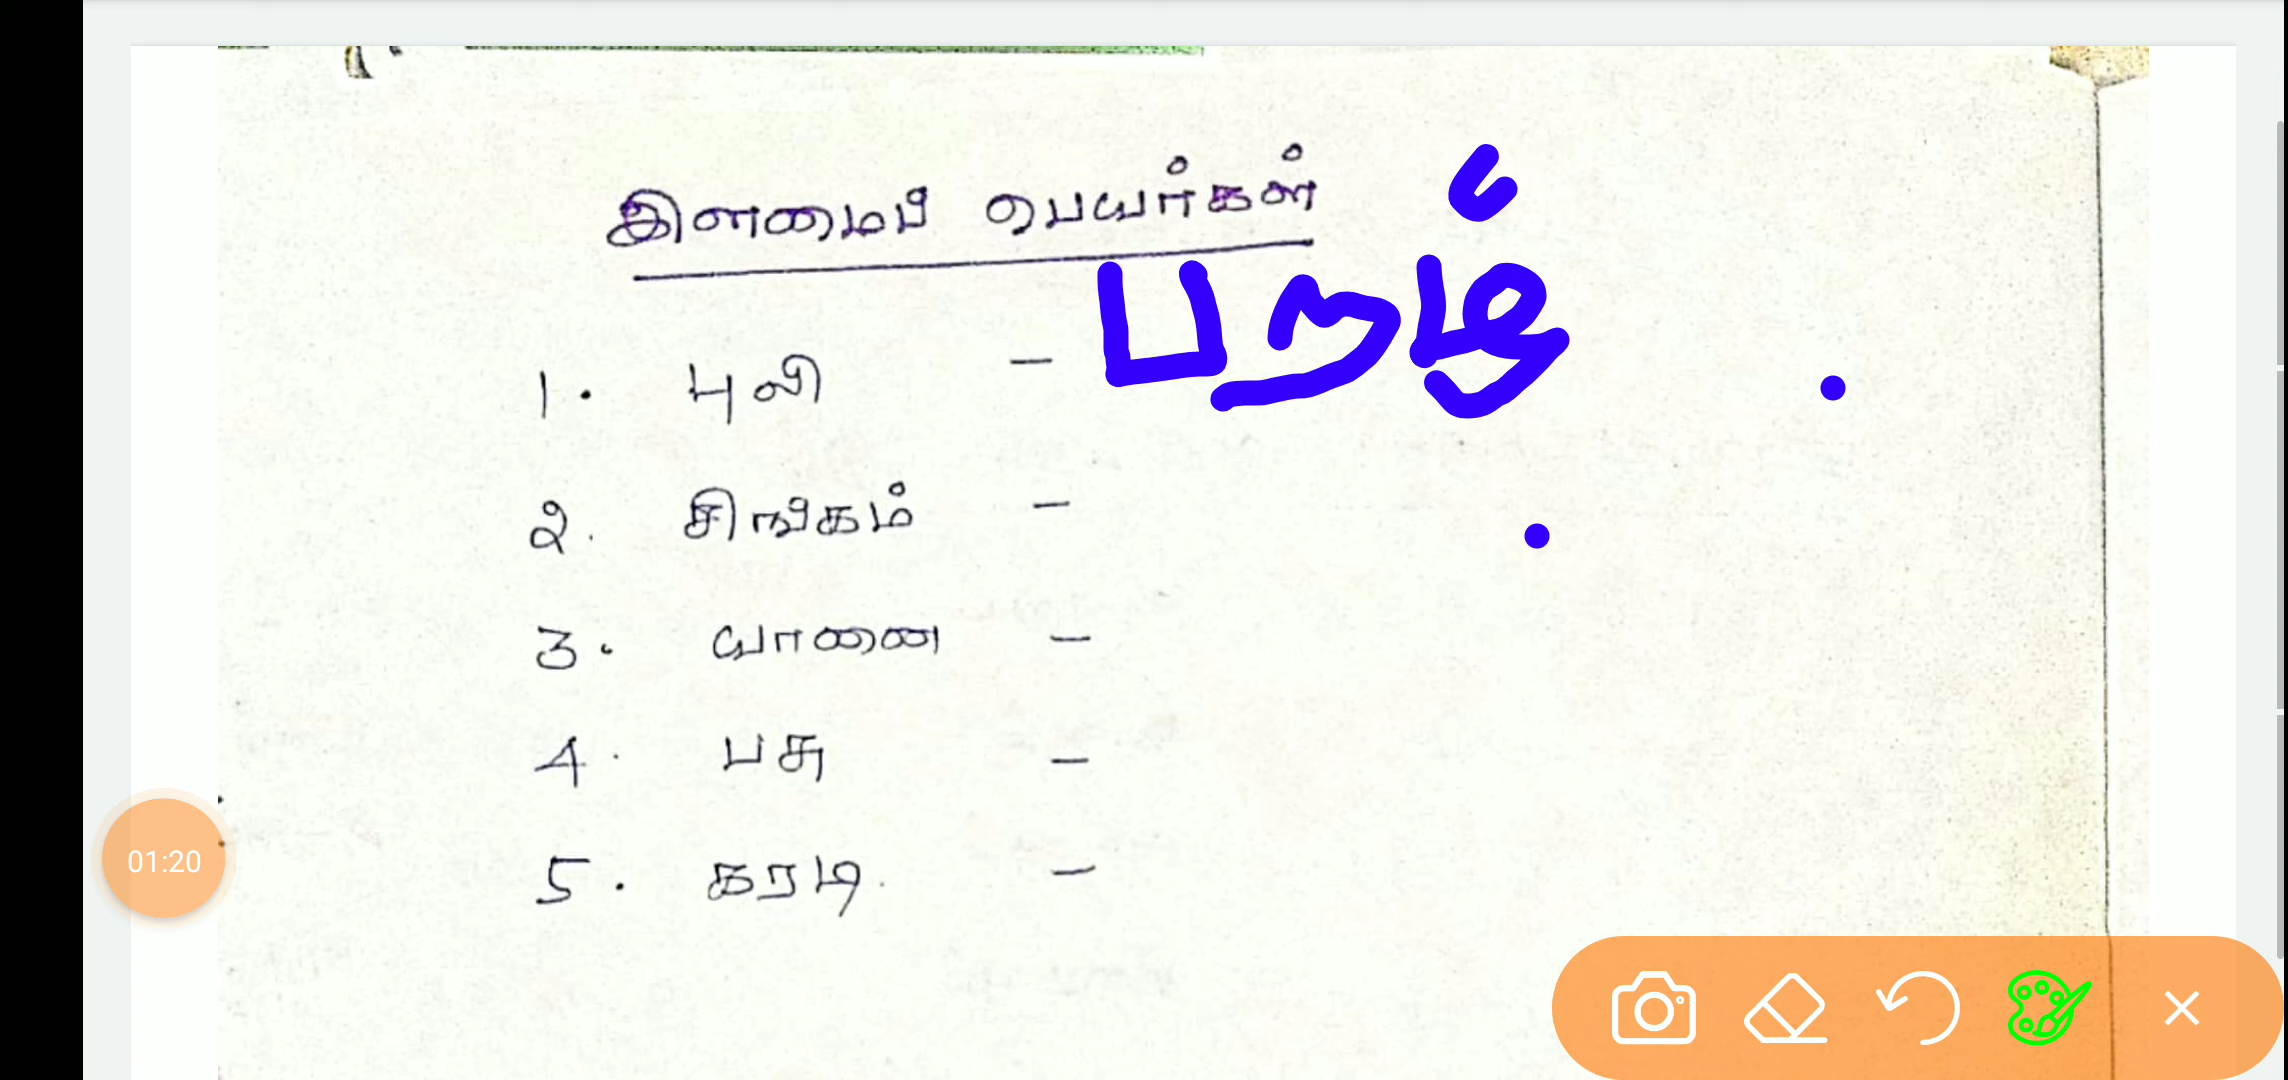 இளமைப் பெயர்கள்
1. புலி - பறழ்
2. சிங்கம் -
3. யானை -
4. பசு -
5. கரடி. -
01:20